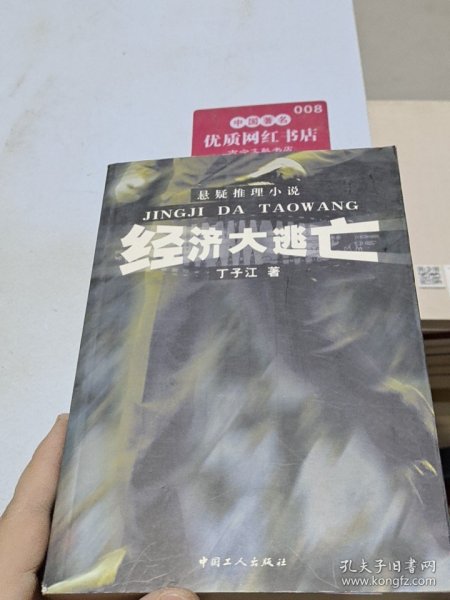 008
中国著名
优质网红书店
悬疑推理小说
JINGJI DA TAOWANG
经济大逃亡
丁子江 著
中国工人出版社
孔夫子旧书网
www.kongfz.com